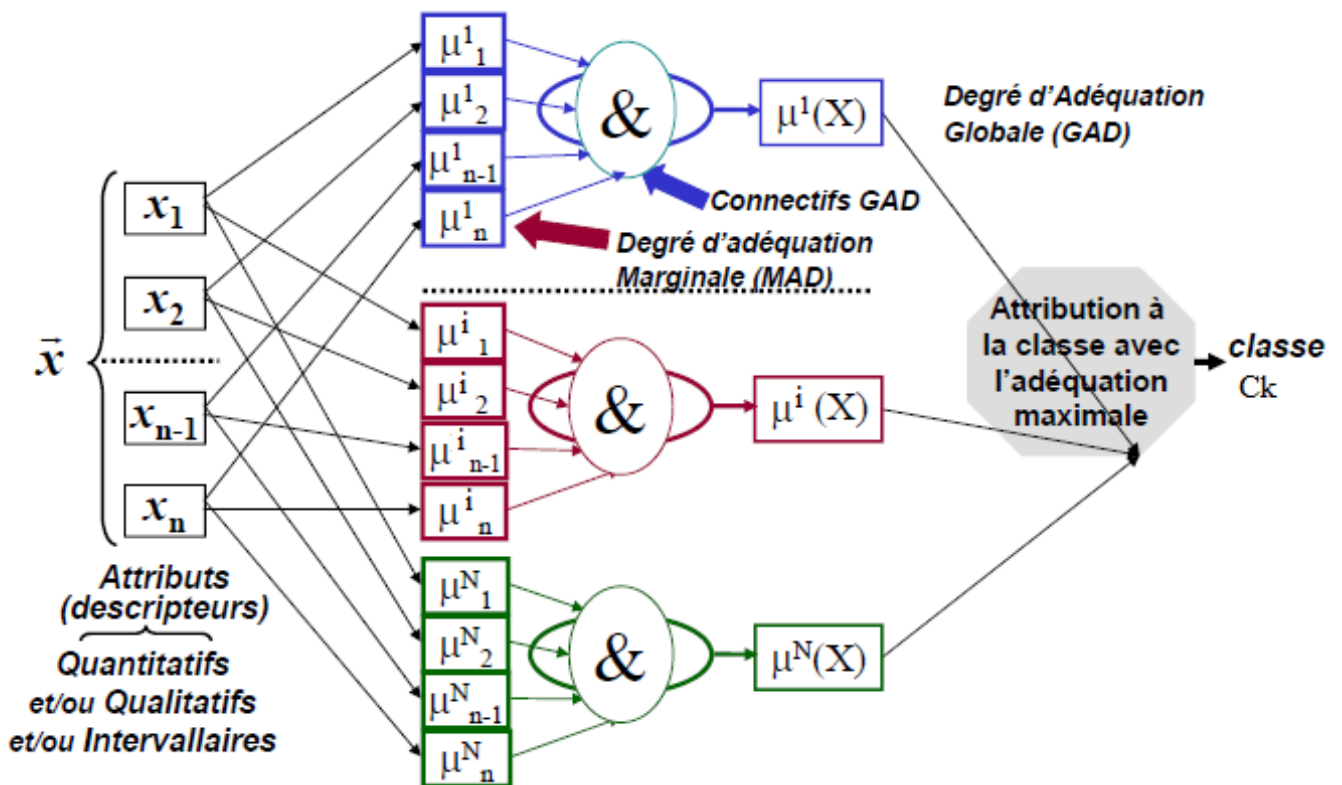 μ¹₁
μ¹₂
μ¹ₙ₋₁
μ¹ₙ
&
μ¹(X)
Degré d'Adéquation
Globale (GAD)
Connectifs GAD
Degré d'adéquation
Marginale (MAD)
x⃗
x₁
x₂
xₙ₋₁
xₙ
μⁱ₁
μⁱ₂
μⁱₙ₋₁
μⁱₙ
&
μⁱ (X)
Attribution à
la classe avec
l'adéquation
maximale
classe
Ck
Attributs
(descripteurs)
Quantitatifs
et/ou Qualitatifs
et/ou Intervallaires
μᴺ₁
μᴺ₂
μᴺₙ₋₁
μᴺₙ
&
μᴺ(X)